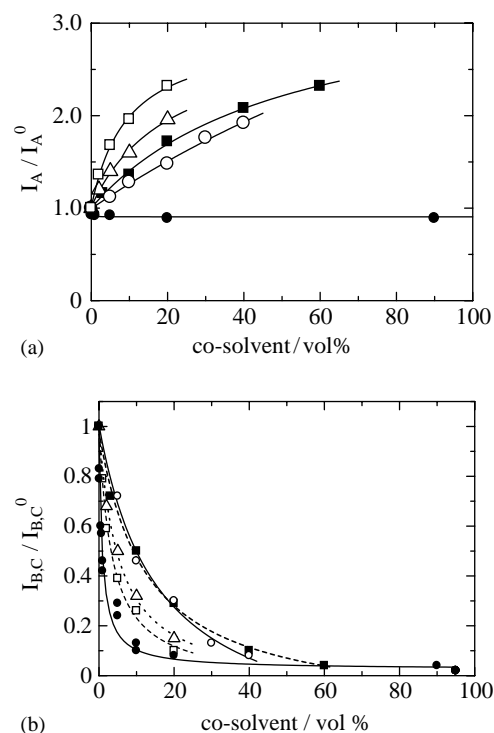 3.0
2.0
1.0
0
I_A / I_A^0
0 20 40 60 80 100
(a)
co-solvent / vol%
1
0.8
0.6
0.4
0.2
0
I_B,C / I_B,C^0
0 20 40 60 80 100
(b)
co-solvent / vol %